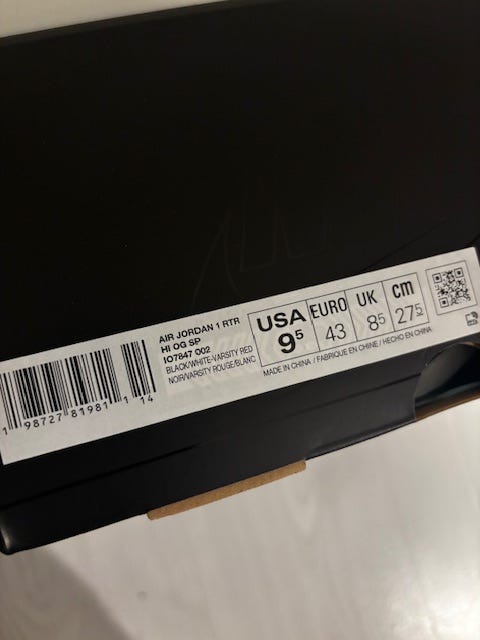 AIR JORDAN 1 RTR
HI OG SP
IO7847 002
BLACK/WHITE-VARSITY RED
NOIR/VARSITY ROUGE/BLANC
USA EURO UK cm
9.5 43 8.5 27.5
MADE IN CHINA / FABRIQUE EN CHINE / HECHO EN CHINA
1 98727 81981 1 14